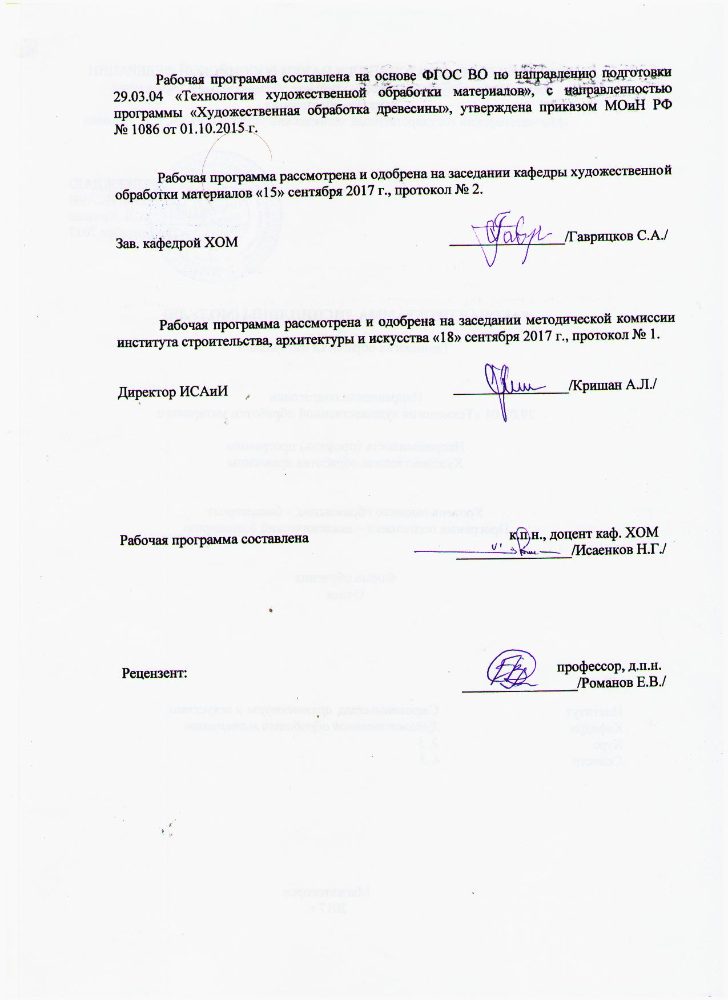 Рабочая программа составлена на основе ФГОС ВО по направлению подготовки
29.03.04 «Технология художественной обработки материалов», с направленностью
программы «Художественная обработка древесины», утверждена приказом МОиН РФ
№ 1086 от 01.10.2015 г.
Рабочая программа рассмотрена и одобрена на заседании кафедры художественной
обработки материалов «15» сентября 2017 г., протокол № 2.
Зав. кафедрой ХОМ /Гаврицков С.А./
Рабочая программа рассмотрена и одобрена на заседании методической комиссии
института строительства, архитектуры и искусства «18» сентября 2017 г., протокол № 1.
Директор ИСАиИ /Кришан А.Л./
Рабочая программа составлена к.п.н., доцент каф. ХОМ
/Исаенков Н.Г./
Рецензент: профессор, д.п.н.
/Романов Е.В./